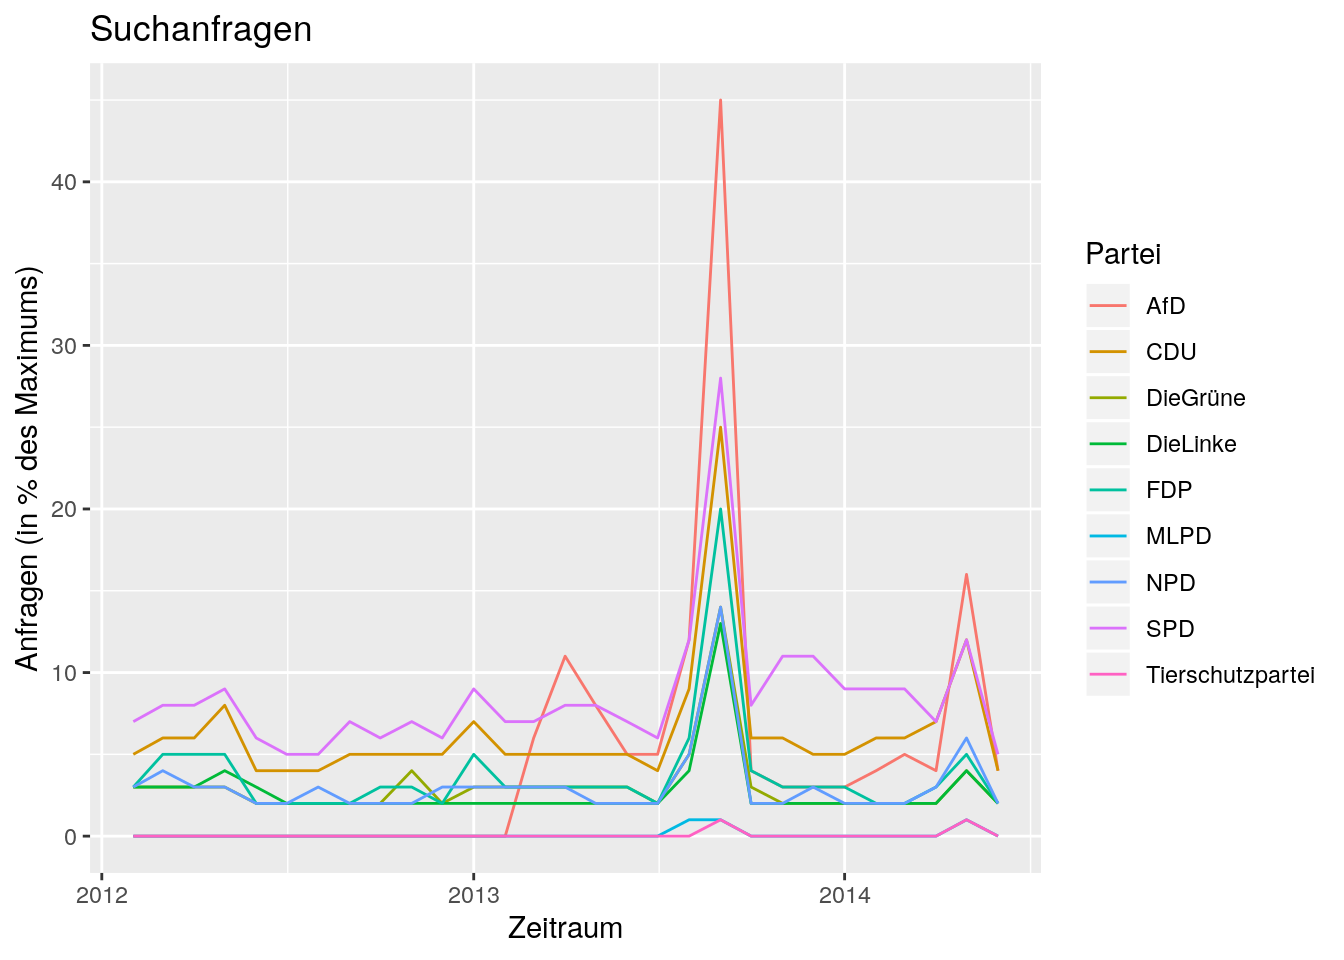 Suchanfragen
Anfragen (in % des Maximums)
40
30
20
10
0
2012
2013
2014
Zeitraum
Partei
AfD
CDU
DieGrüne
DieLinke
FDP
MLPD
NPD
SPD
Tierschutzpartei